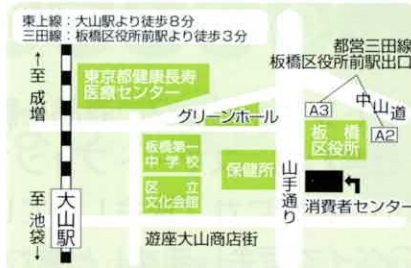 東上線：大山駅より徒歩８分
三田線：板橋区役所前駅より徒歩３分
都営三田線
板橋区役所前駅出口
←至 成増
東京都健康長寿
医療センター
グリーンホール
A3
中山道
A2
板橋
区役所
板橋第一
中学校
保健所
山手通り
区立
文化会館
消費者センター
大山駅
至 池袋→
遊座大山商店街